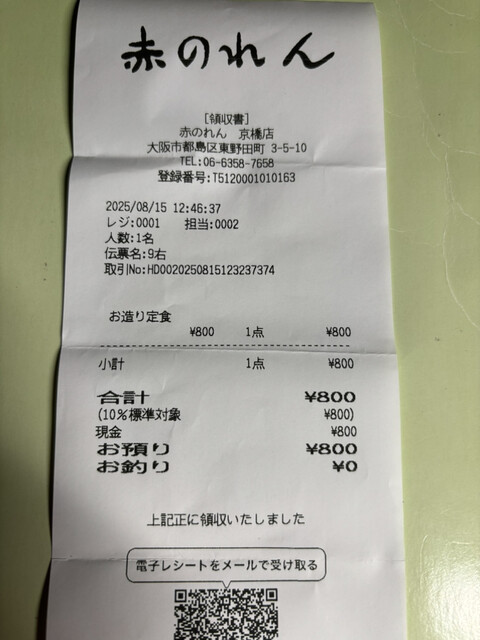 赤のれん
[領収書]
赤のれん 京橋店
大阪市都島区東野田町 3-5-10
TEL:06-6358-7658
登録番号:T5120001010163
2025/08/15 12:46:37
レジ:0001 担当:0002
人数:1名
伝票名:9右
取引No:HD0020250815123237374
お造り定食
¥800 1点 ¥800
小計 1点 ¥800
合計 ¥800
(10%標準対象 ¥800)
現金 ¥800
お預り ¥800
お釣り ¥0
上記正に領収いたしました
電子レシートをメールで受け取る